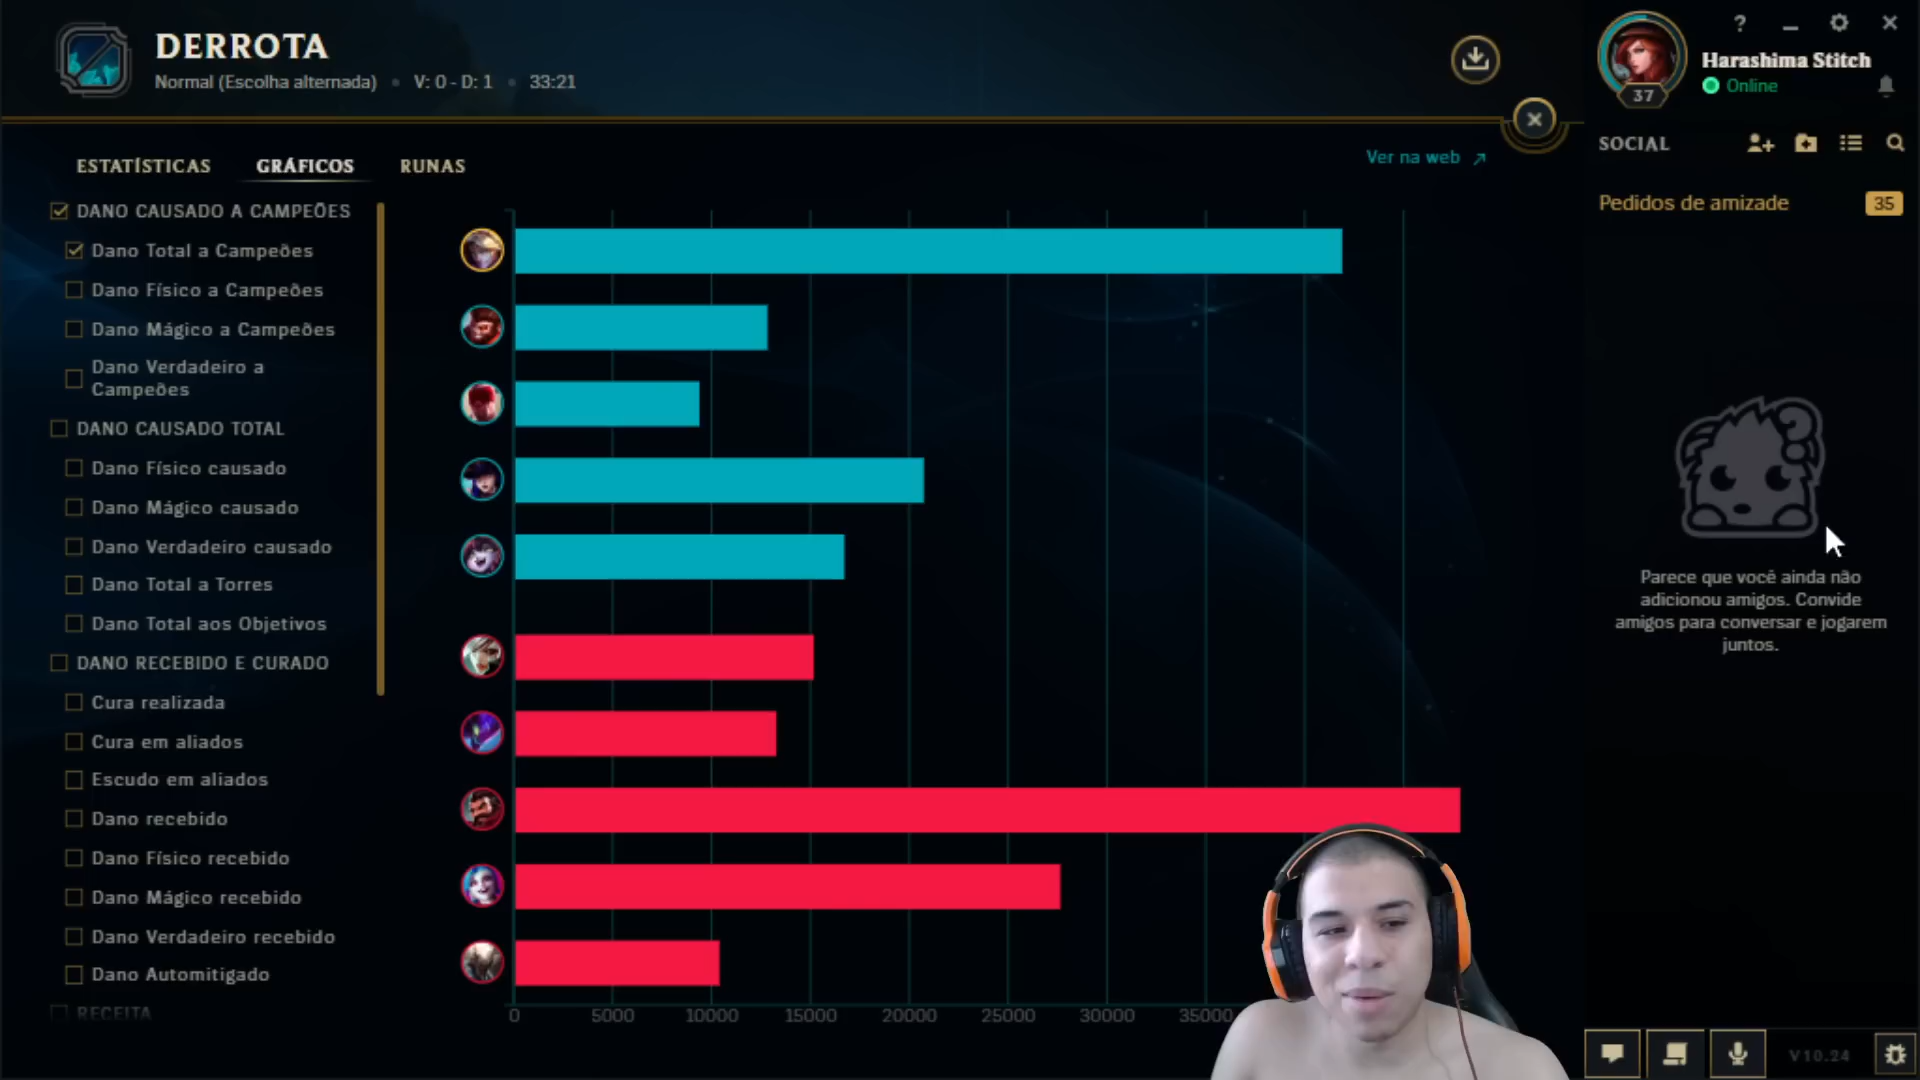 DERROTA
Normal (Escolha alternada) • V: 0 - D: 1 • 33:21
Harashima Stitch
Online
37
SOCIAL
Pedidos de amizade
35
ESTATÍSTICAS
GRÁFICOS
RUNAS
Ver na web
DANO CAUSADO A CAMPEÕES
Dano Total a Campeões
Dano Físico a Campeões
Dano Mágico a Campeões
Dano Verdadeiro a
Campeões
DANO CAUSADO TOTAL
Dano Físico causado
Dano Mágico causado
Dano Verdadeiro causado
Dano Total a Torres
Dano Total aos Objetivos
DANO RECEBIDO E CURADO
Cura realizada
Cura em aliados
Escudo em aliados
Dano recebido
Dano Físico recebido
Dano Mágico recebido
Dano Verdadeiro recebido
Dano Automitigado
RECEITA
0 5000 10000 15000 20000 25000 30000 35000
Parece que você ainda não
adicionou amigos. Convide
amigos para conversar e jogarem
juntos.
V10.24